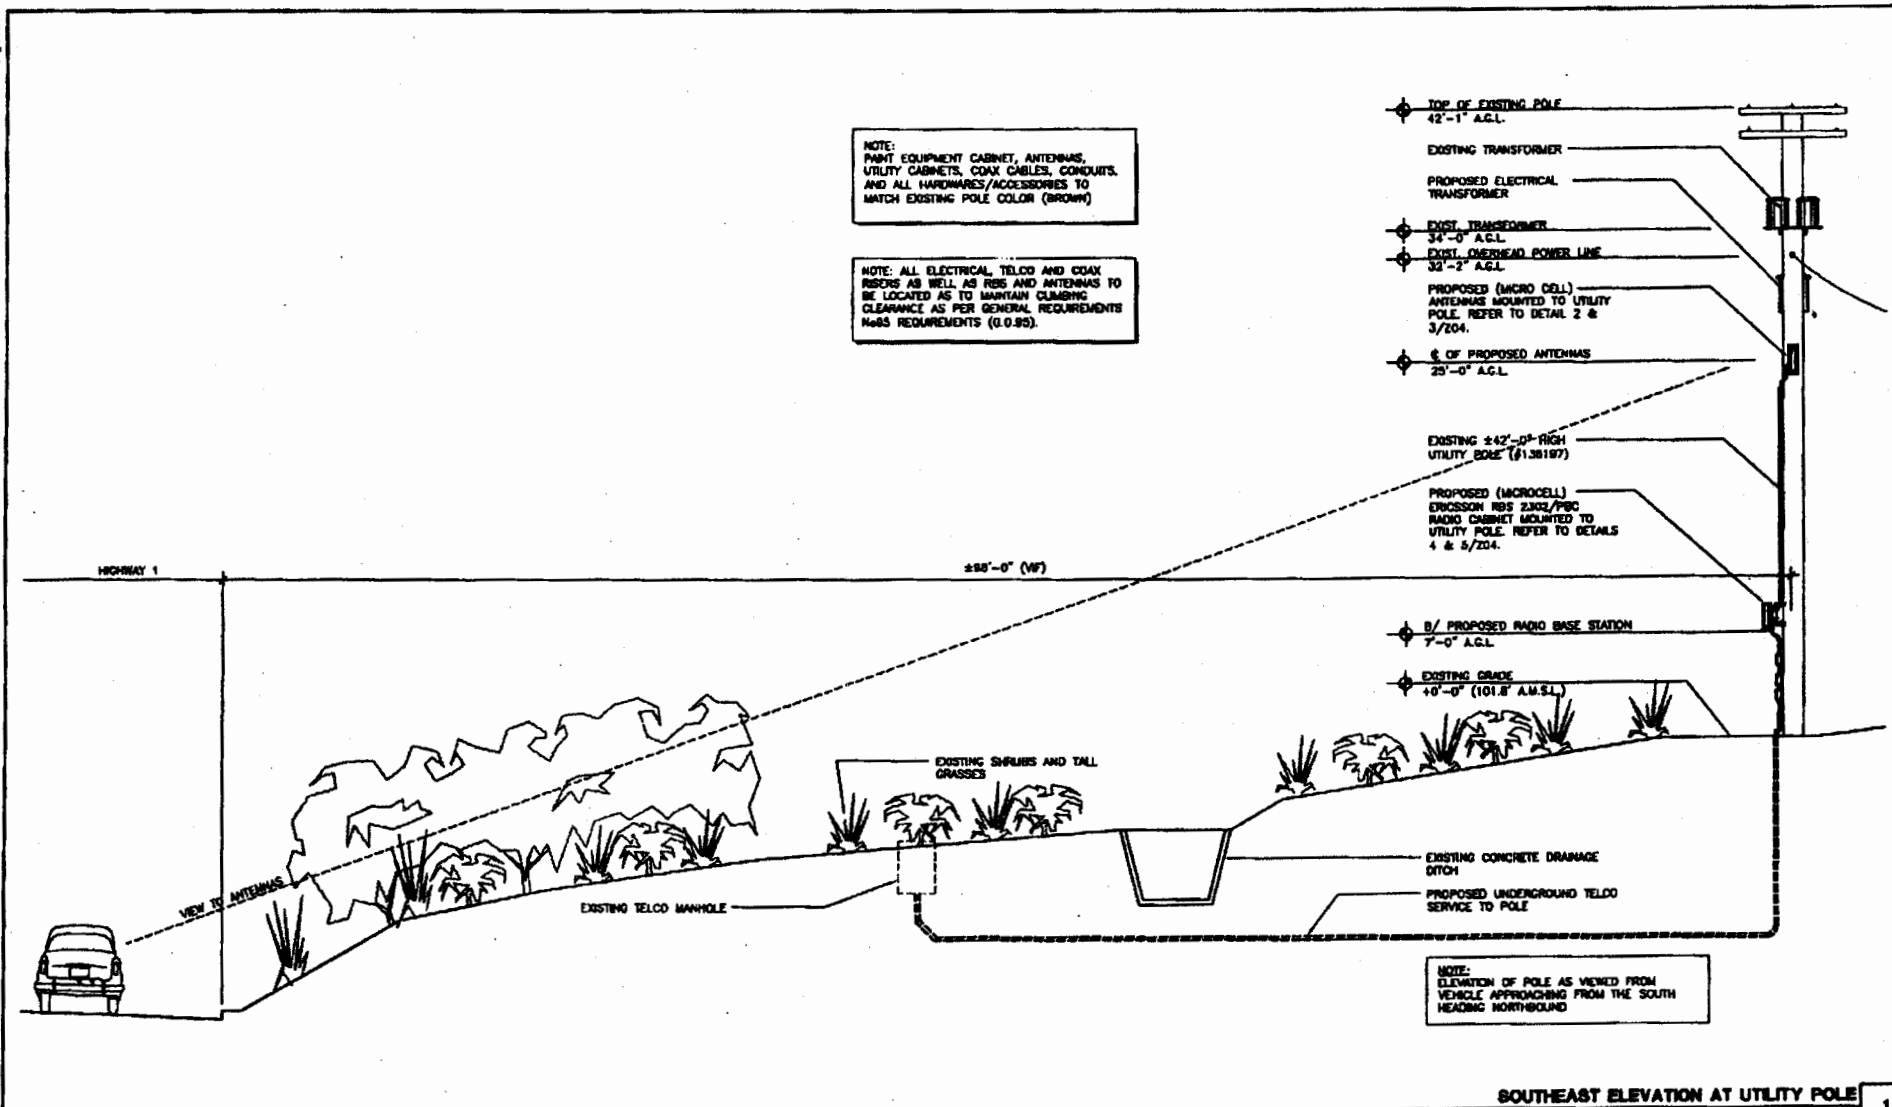 NOTE:
PAINT EQUIPMENT CABINET, ANTENNAS,
UTILITY CABINETS, COAX CABLES, CONDUITS,
AND ALL HARDWARES/ACCESSORIES TO
MATCH EXISTING POLE COLOR (BROWN)
NOTE: ALL ELECTRICAL, TELCO AND COAX
RISERS AS WELL AS RBS AND ANTENNAS TO
BE LOCATED AS TO MAINTAIN CLIMBING
CLEARANCE AS PER GENERAL REQUIREMENTS
REQUIREMENTS (G.O.95).
TOP OF EXISTING POLE
42'-1" A.G.L.
EXISTING TRANSFORMER
PROPOSED ELECTRICAL
TRANSFORMER
EXIST. TRANSFORMER
34'-0" A.G.L.
EXIST. OVERHEAD POWER LINE
32'-2" A.G.L.
PROPOSED (MICRO CELL)
ANTENNAS MOUNTED TO UTILITY
POLE. REFER TO DETAIL 2 &
3/Z04.
℄ OF PROPOSED ANTENNAS
25'-0" A.G.L.
EXISTING ±42'-0" HIGH
UTILITY POLE
PROPOSED (MICROCELL)
ERICSSON RBS 2302/PBC
RADIO CABINET MOUNTED TO
UTILITY POLE. REFER TO DETAILS
4 & 5/Z04.
HIGHWAY 1
(VIF)
B/ PROPOSED RADIO BASE STATION
7'-0" A.G.L.
EXISTING GRADE
+0'-0" (101.8' A.M.S.L.)
EXISTING SHRUBS AND TALL
GRASSES
VIEW TO ANTENNAS
EXISTING TELCO MANHOLE
EXISTING CONCRETE DRAINAGE
DITCH
PROPOSED UNDERGROUND TELCO
SERVICE TO POLE
NOTE:
ELEVATION OF POLE AS VIEWED FROM
VEHICLE APPROACHING FROM THE SOUTH
HEADING NORTHBOUND
SOUTHEAST ELEVATION AT UTILITY POLE
1